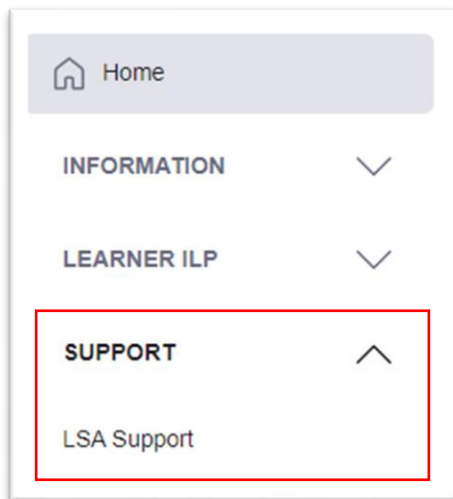 Home
INFORMATION
LEARNER ILP
SUPPORT
LSA Support